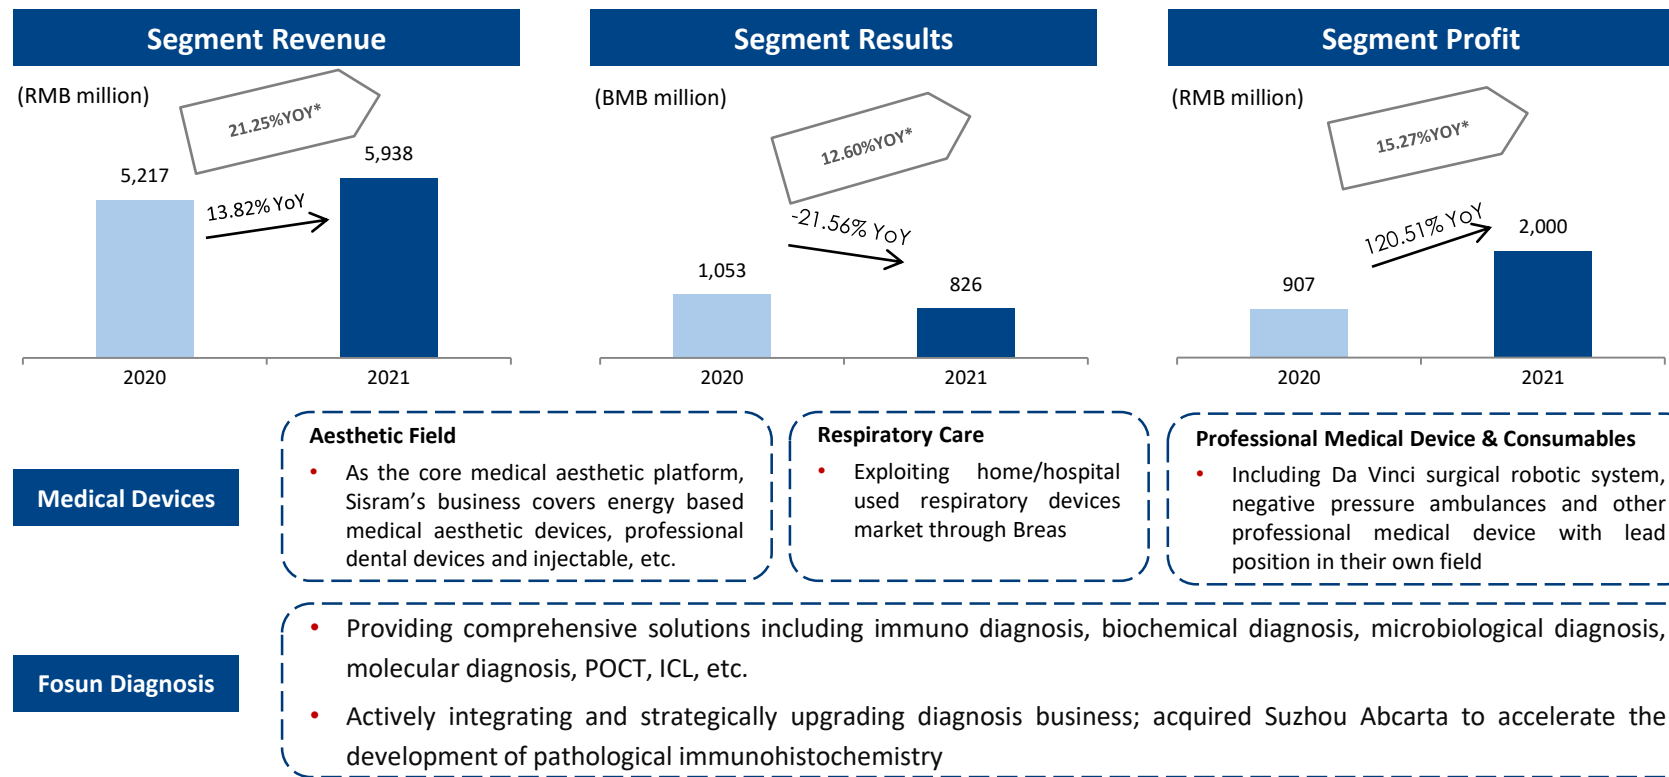 Segment Revenue
Segment Results
Segment Profit
(RMB million)
21.25%YOY*
5,217
13.82% YoY
5,938
2020
2021
(BMB million)
12.60%YOY*
-21.56% YoY
1,053
826
2020
2021
(RMB million)
15.27%YOY*
120.51% YoY
907
2,000
2020
2021
Medical Devices
Aesthetic Field
• As the core medical aesthetic platform,
Sisram’s business covers energy based
medical aesthetic devices, professional
dental devices and injectable, etc.
Respiratory Care
• Exploiting home/hospital
used respiratory devices
market through Breas
Professional Medical Device & Consumables
• Including Da Vinci surgical robotic system,
negative pressure ambulances and other
professional medical device with lead
position in their own field
Fosun Diagnosis
• Providing comprehensive solutions including immuno diagnosis, biochemical diagnosis, microbiological diagnosis,
molecular diagnosis, POCT, ICL, etc.
• Actively integrating and strategically upgrading diagnosis business; acquired Suzhou Abcarta to accelerate the
development of pathological immunohistochemistry